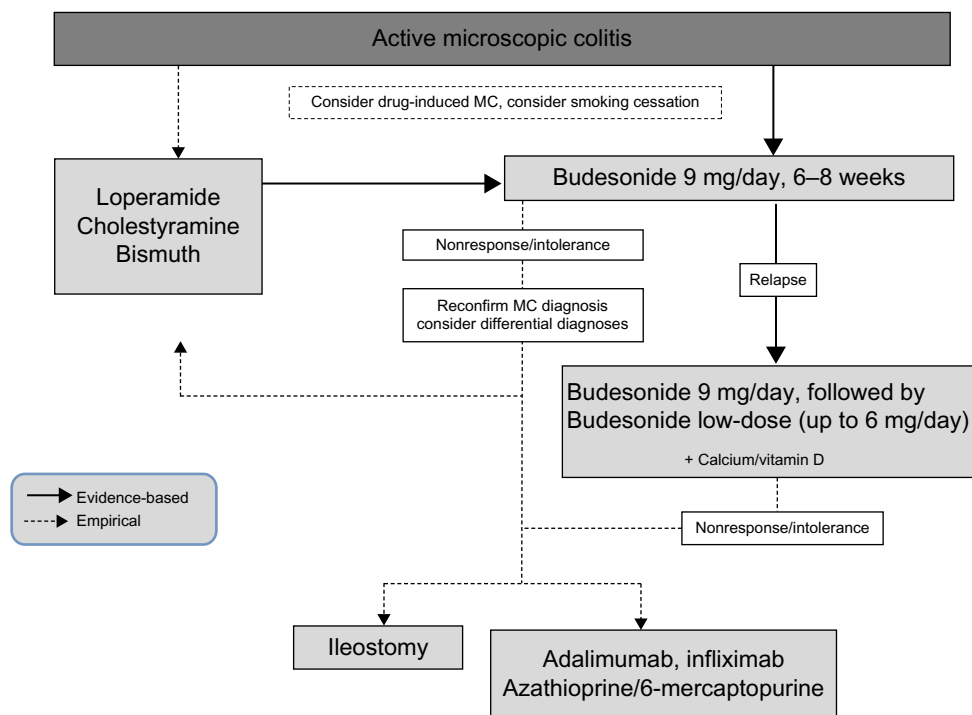 Active microscopic colitis
Consider drug-induced MC, consider smoking cessation
Loperamide
Cholestyramine
Bismuth
Budesonide 9 mg/day, 6–8 weeks
Nonresponse/intolerance
Relapse
Reconfirm MC diagnosis
consider differential diagnoses
Budesonide 9 mg/day, followed by
Budesonide low-dose (up to 6 mg/day)
+ Calcium/vitamin D
Evidence-based
Empirical
Nonresponse/intolerance
Ileostomy
Adalimumab, infliximab
Azathioprine/6-mercaptopurine